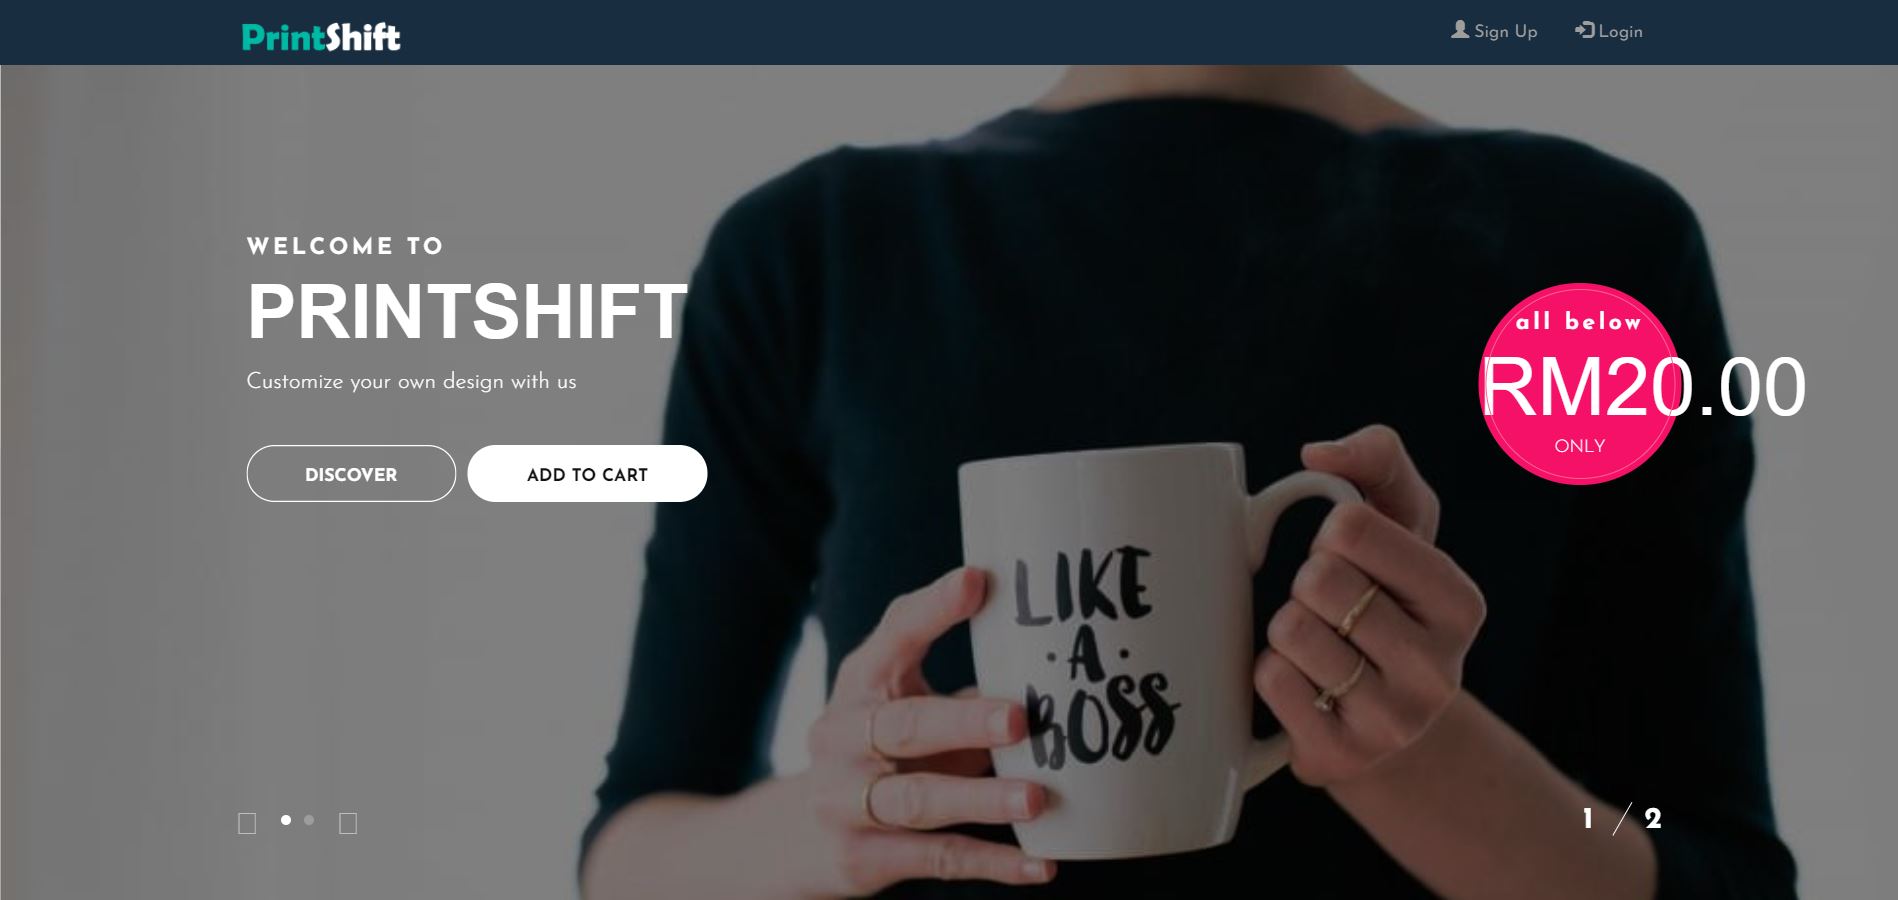 PrintShift
Sign Up
Login
WELCOME TO
PRINTSHIFT
Customize your own design with us
DISCOVER
ADD TO CART
all below
RM20.00
ONLY
LIKE
·A·
BOSS
1 / 2